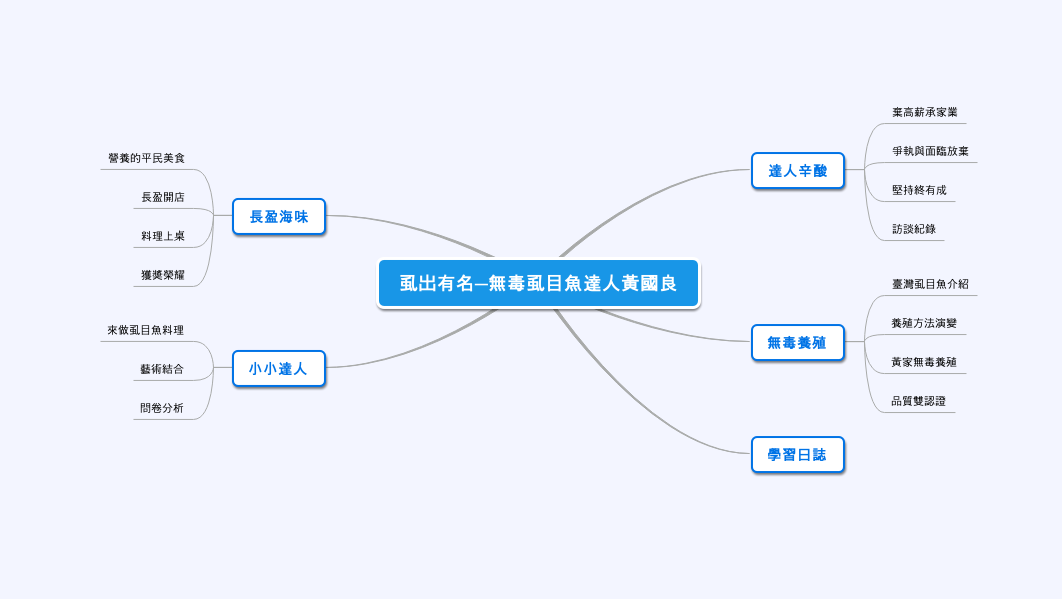 虱出有名─無毒虱目魚達人黃國良
達人辛酸
棄高薪承家業
爭執與面臨放棄
堅持終有成
訪談紀錄
無毒養殖
臺灣虱目魚介紹
養殖方法演變
黃家無毒養殖
品質雙認證
學習日誌
長盈海味
營養的平民美食
長盈開店
料理上桌
獲獎榮耀
小小達人
來做虱目魚料理
藝術結合
問卷分析